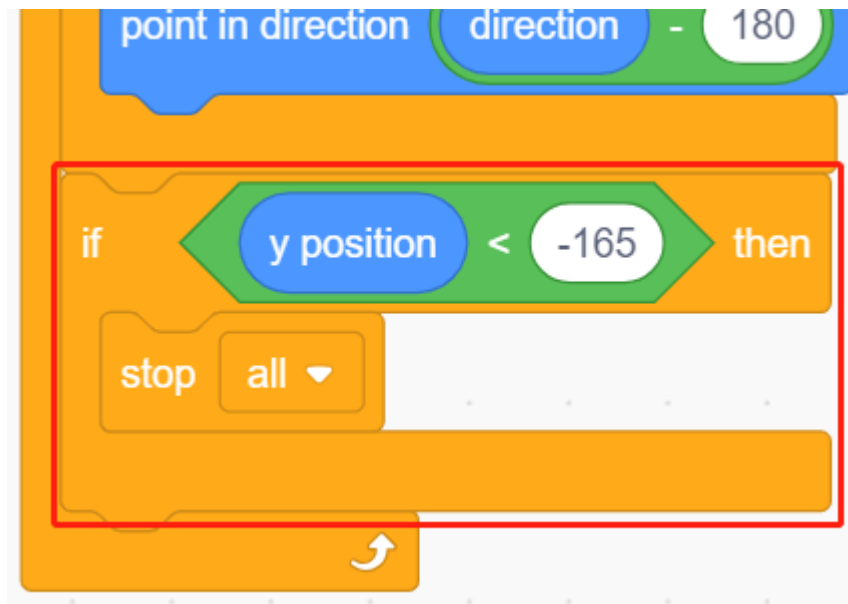 point in direction direction - 180
if y position < -165 then
stop all